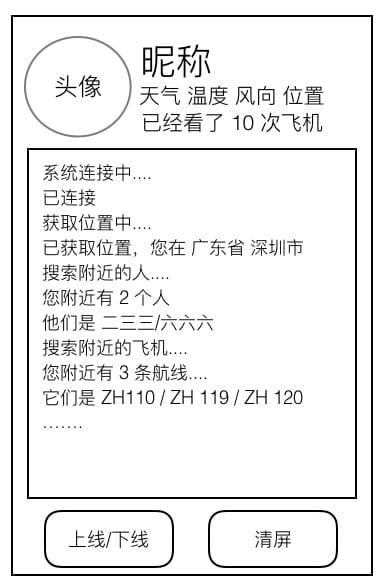 头像
昵称
天气 温度 风向 位置
已经看了 10 次飞机
系统连接中....
已连接
获取位置中....
已获取位置，您在 广东省 深圳市
搜索附近的人....
您附近有 2 个人
他们是 二三三/六六六
搜索附近的飞机....
您附近有 3 条航线....
它们是 ZH110 / ZH 119 / ZH 120
.......
上线/下线
清屏